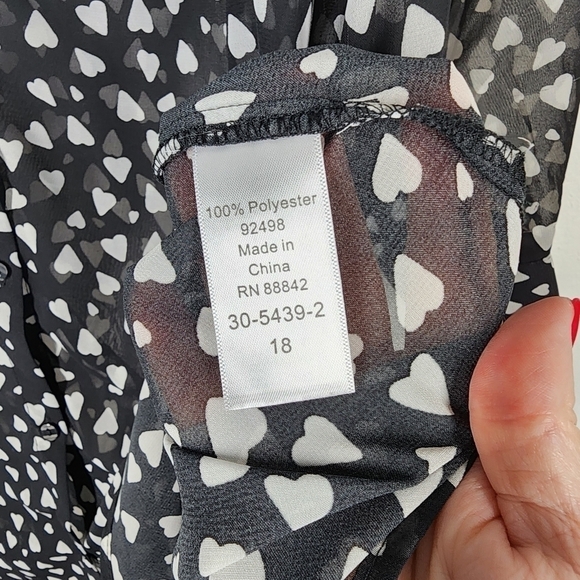 100% Polyester
92498
Made in
China
RN 88842
30-5439-2
18